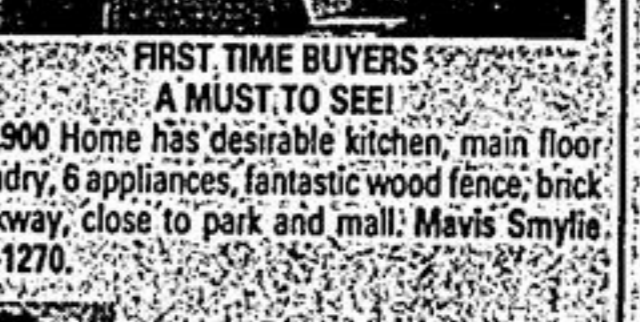 FIRST TIME BUYERS
A MUST TO SEE!
900 Home has desirable kitchen, main floor
dry, 6 appliances, fantastic wood fence, brick
way, close to park and mall. Mavis Smylie
-1270.